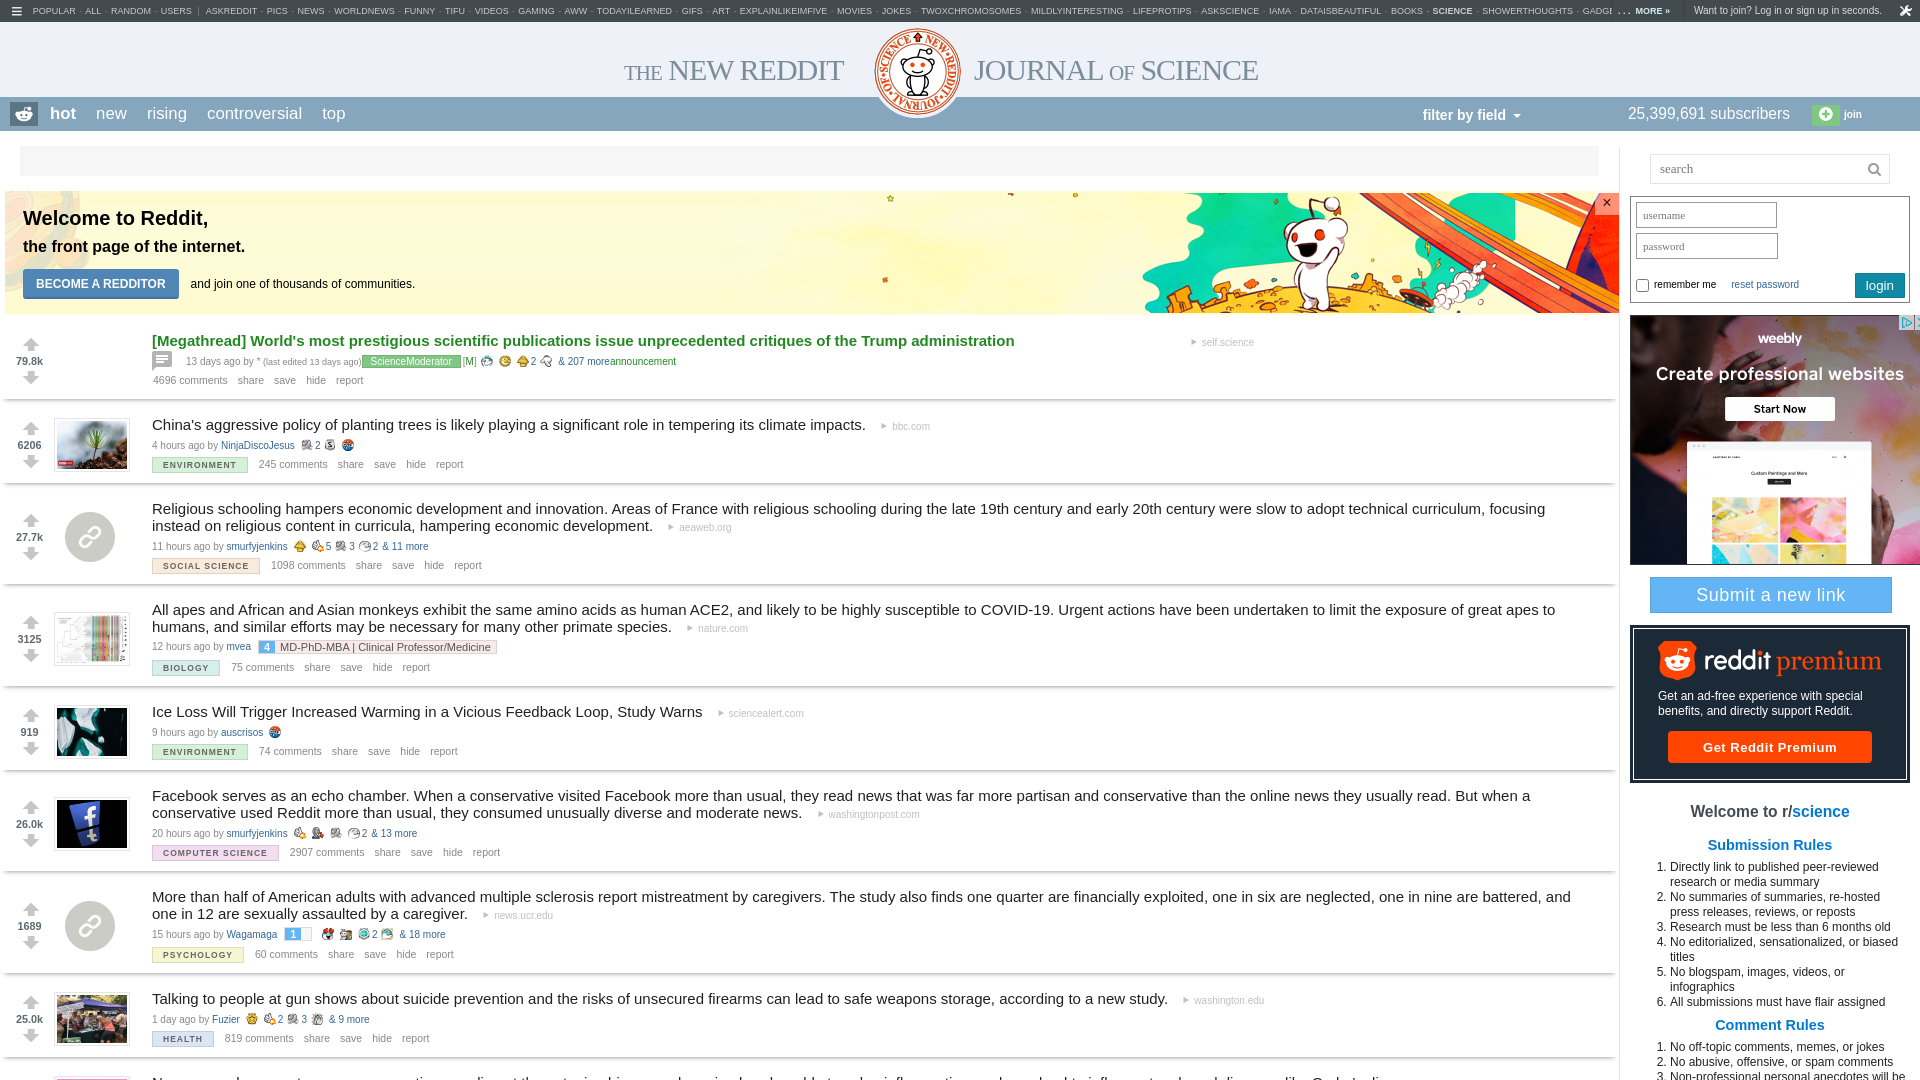 POPULAR - ALL - RANDOM - USERS | ASKREDDIT - PICS - NEWS - WORLDNEWS - FUNNY - TIFU - VIDEOS - GAMING - AWW - TODAYILEARNED - GIFS - ART - EXPLAINLIKEIMFIVE - MOVIES - JOKES - TWOXCHROMOSOMES - MILDLYINTERESTING - LIFEPROTIPS - ASKSCIENCE - IAMA - DATAISBEAUTIFUL - BOOKS - SCIENCE - SHOWERTHOUGHTS - GADGE ... MORE » Want to join? Log in or sign up in seconds.
THE NEW REDDIT JOURNAL OF SCIENCE
SCIENCE NEW REDDIT JOURNAL OF
hot new rising controversial top filter by field 25,399,691 subscribers join
search
Welcome to Reddit,
the front page of the internet.
BECOME A REDDITOR and join one of thousands of communities.
×
username
password
remember me reset password login
[Megathread] World's most prestigious scientific publications issue unprecedented critiques of the Trump administration self.science
79.8k
13 days ago by * (last edited 13 days ago) ScienceModerator [M] 2 & 207 more announcement
4696 comments share save hide report
weebly
Create professional websites
Start Now
Custom Paintings and More
China's aggressive policy of planting trees is likely playing a significant role in tempering its climate impacts. bbc.com
6206
4 hours ago by NinjaDiscoJesus 2
ENVIRONMENT 245 comments share save hide report
Religious schooling hampers economic development and innovation. Areas of France with religious schooling during the late 19th century and early 20th century were slow to adopt technical curriculum, focusing
instead on religious content in curricula, hampering economic development. aeaweb.org
27.7k
11 hours ago by smurfyjenkins 5 3 2 & 11 more
SOCIAL SCIENCE 1098 comments share save hide report
Submit a new link
All apes and African and Asian monkeys exhibit the same amino acids as human ACE2, and likely to be highly susceptible to COVID-19. Urgent actions have been undertaken to limit the exposure of great apes to
humans, and similar efforts may be necessary for many other primate species. nature.com
3125
12 hours ago by mvea 4 MD-PhD-MBA | Clinical Professor/Medicine
BIOLOGY 75 comments share save hide report
reddit premium
Get an ad-free experience with special
benefits, and directly support Reddit.
Get Reddit Premium
Ice Loss Will Trigger Increased Warming in a Vicious Feedback Loop, Study Warns sciencealert.com
919
9 hours ago by auscrisos
ENVIRONMENT 74 comments share save hide report
Facebook serves as an echo chamber. When a conservative visited Facebook more than usual, they read news that was far more partisan and conservative than the online news they usually read. But when a
conservative used Reddit more than usual, they consumed unusually diverse and moderate news. washingtonpost.com
26.0k
20 hours ago by smurfyjenkins 2 & 13 more
COMPUTER SCIENCE 2907 comments share save hide report
More than half of American adults with advanced multiple sclerosis report mistreatment by caregivers. The study also finds one quarter are financially exploited, one in six are neglected, one in nine are battered, and
one in 12 are sexually assaulted by a caregiver. news.ucr.edu
1689
15 hours ago by Wagamaga 1 2 & 18 more
PSYCHOLOGY 60 comments share save hide report
Talking to people at gun shows about suicide prevention and the risks of unsecured firearms can lead to safe weapons storage, according to a new study. washington.edu
25.0k
1 day ago by Fuzier 2 3 & 9 more
HEALTH 819 comments share save hide report
Welcome to r/science
Submission Rules
1. Directly link to published peer-reviewed
research or media summary
2. No summaries of summaries, re-hosted
press releases, reviews, or reposts
3. Research must be less than 6 months old
4. No editorialized, sensationalized, or biased
titles
5. No blogspam, images, videos, or
infographics
6. All submissions must have flair assigned
Comment Rules
1. No off-topic comments, memes, or jokes
2. No abusive, offensive, or spam comments
3. Non-professional personal anecdotes will be